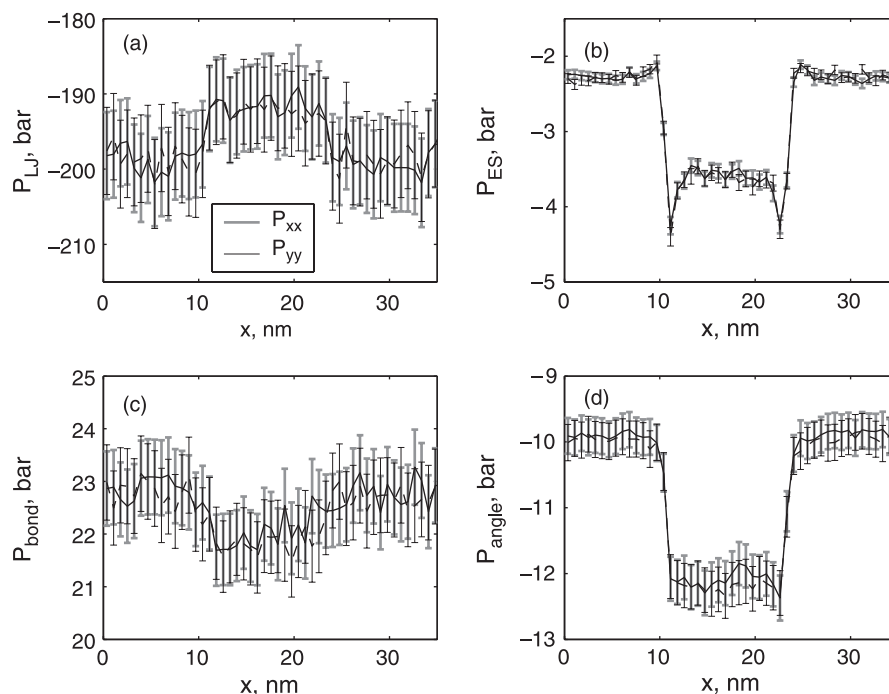 (a)
P_LJ, bar
−180
−190
−200
−210
P_xx
P_yy
0 10 20 30
x, nm
(b)
P_ES, bar
−2
−3
−4
−5
0 10 20 30
x, nm
(c)
P_bond, bar
25
24
23
22
21
20
0 10 20 30
x, nm
(d)
P_angle, bar
−9
−10
−11
−12
−13
0 10 20 30
x, nm